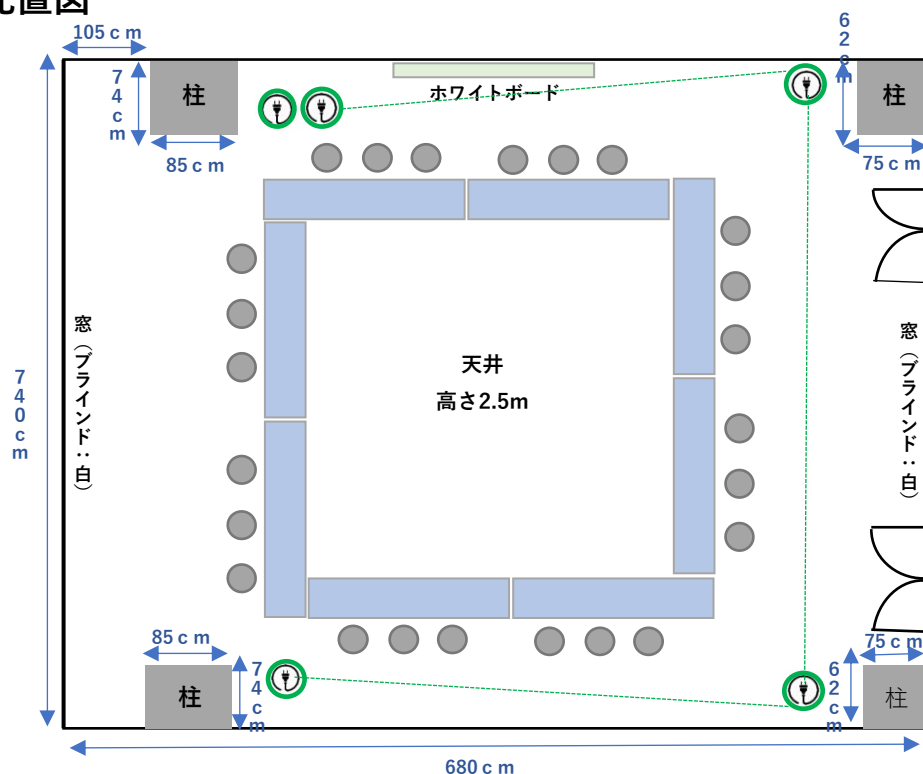 置図
105ｃｍ
62ｃｍ
74ｃｍ
柱
柱
ホワイトボード
85ｃｍ
75ｃｍ
窓（ブラインド：白）
天井
高さ2.5m
窓（ブラインド：白）
740ｃｍ
85ｃｍ
75ｃｍ
74ｃｍ
62ｃｍ
柱
柱
680ｃｍ